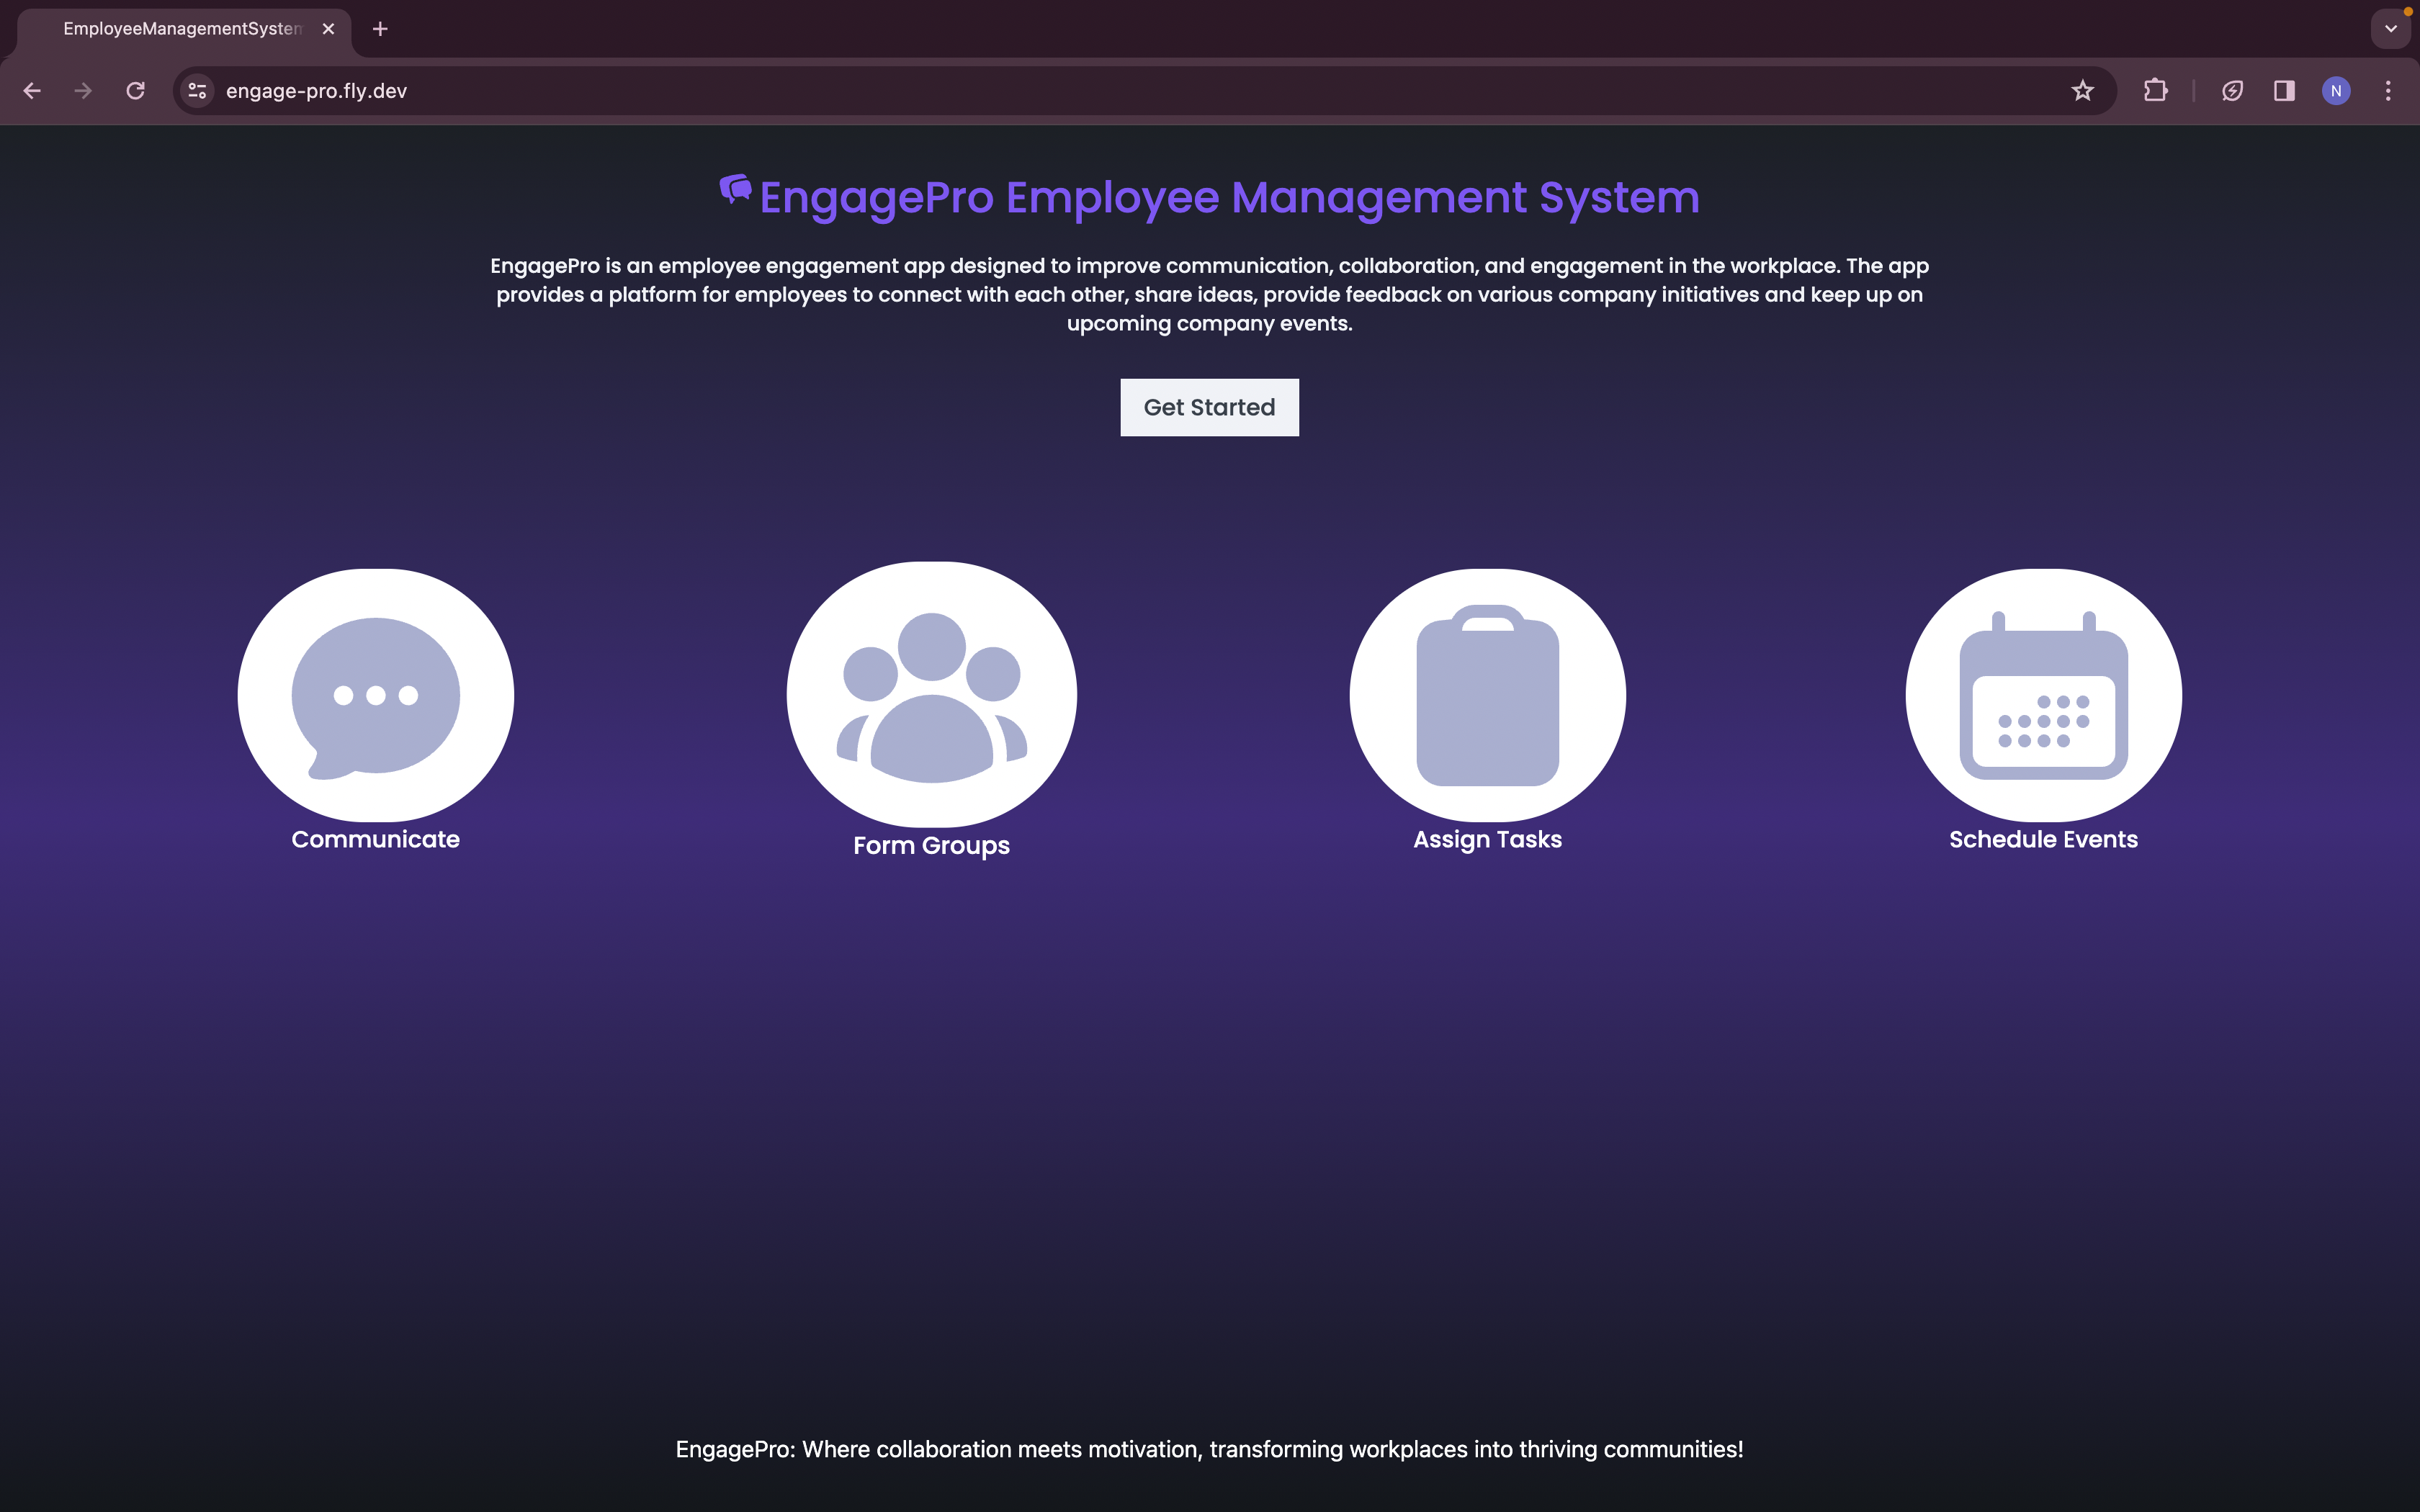 EmployeeManagementSystem
engage-pro.fly.dev
N
EngagePro Employee Management System
EngagePro is an employee engagement app designed to improve communication, collaboration, and engagement in the workplace. The app
provides a platform for employees to connect with each other, share ideas, provide feedback on various company initiatives and keep up on
upcoming company events.
Get Started
Communicate
Form Groups
Assign Tasks
Schedule Events
EngagePro: Where collaboration meets motivation, transforming workplaces into thriving communities!